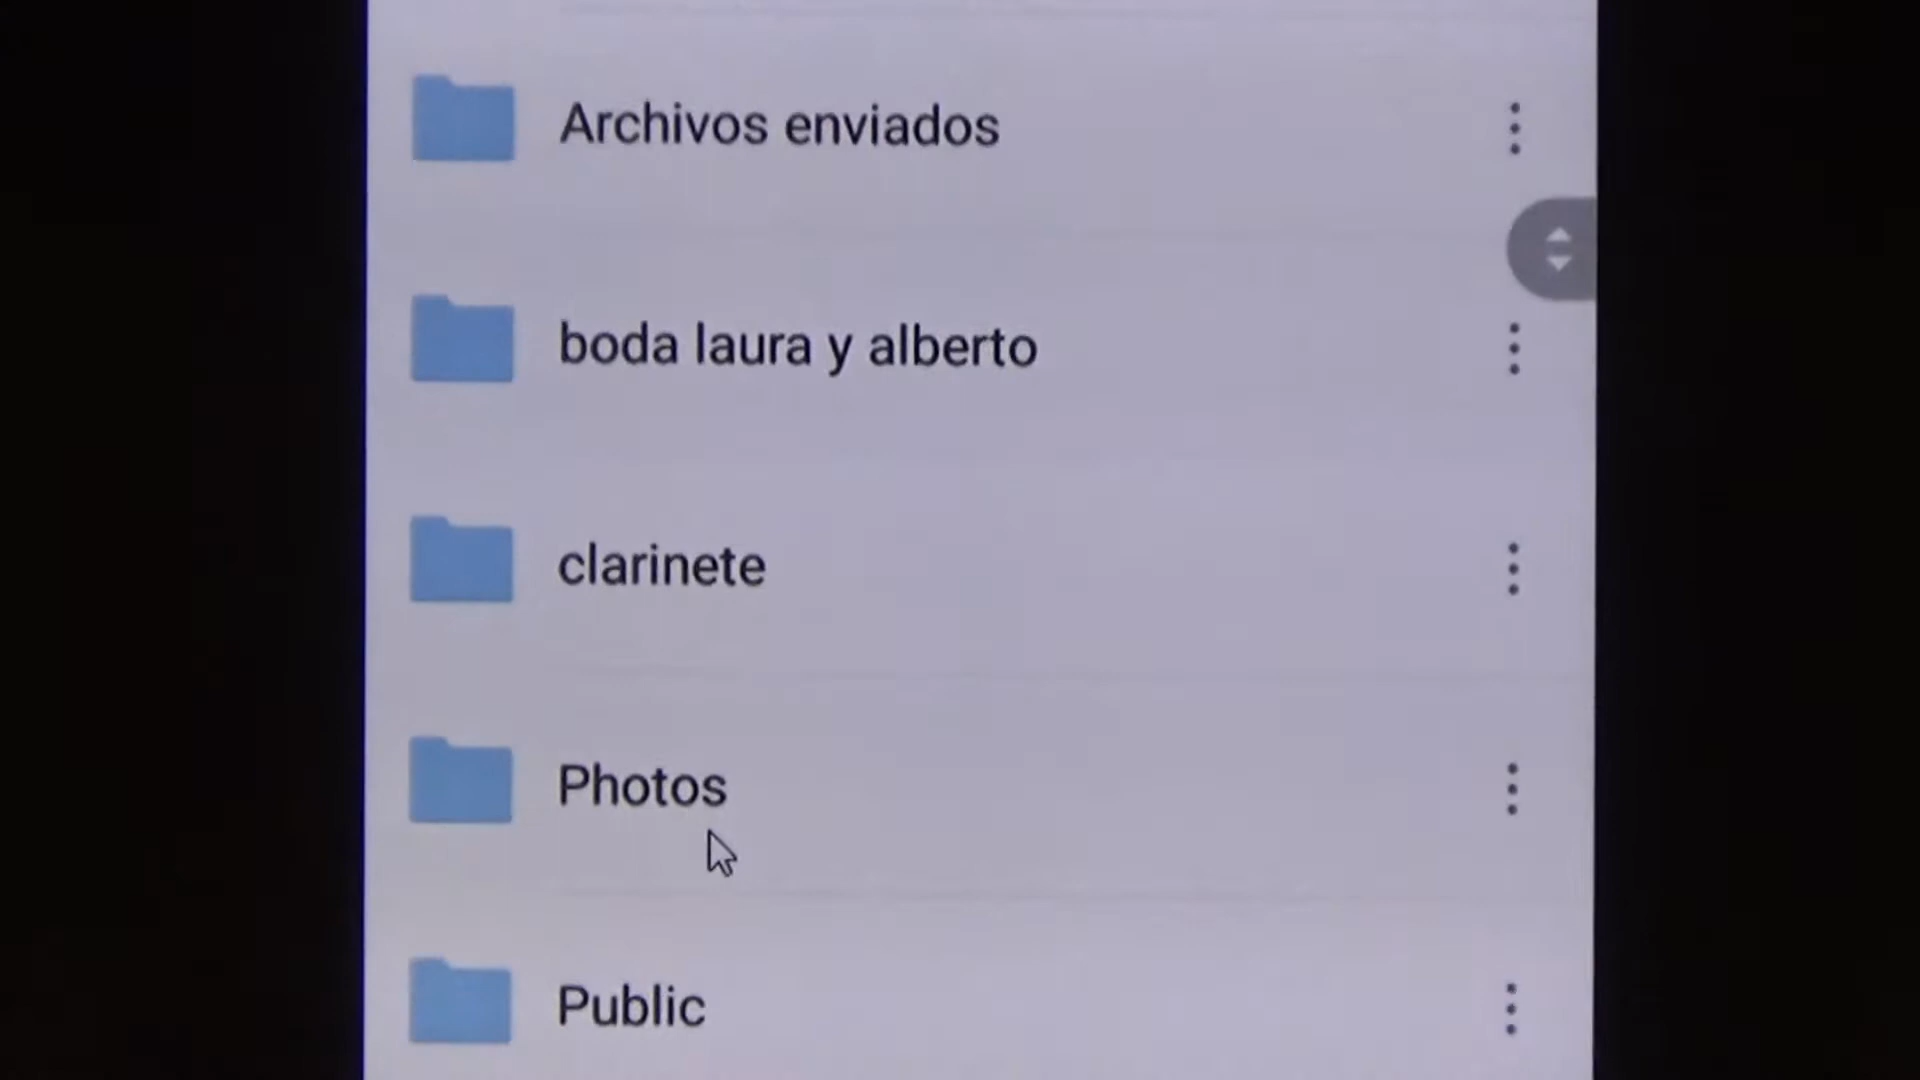 Archivos enviados
boda laura y alberto
clarinete
Photos
Public